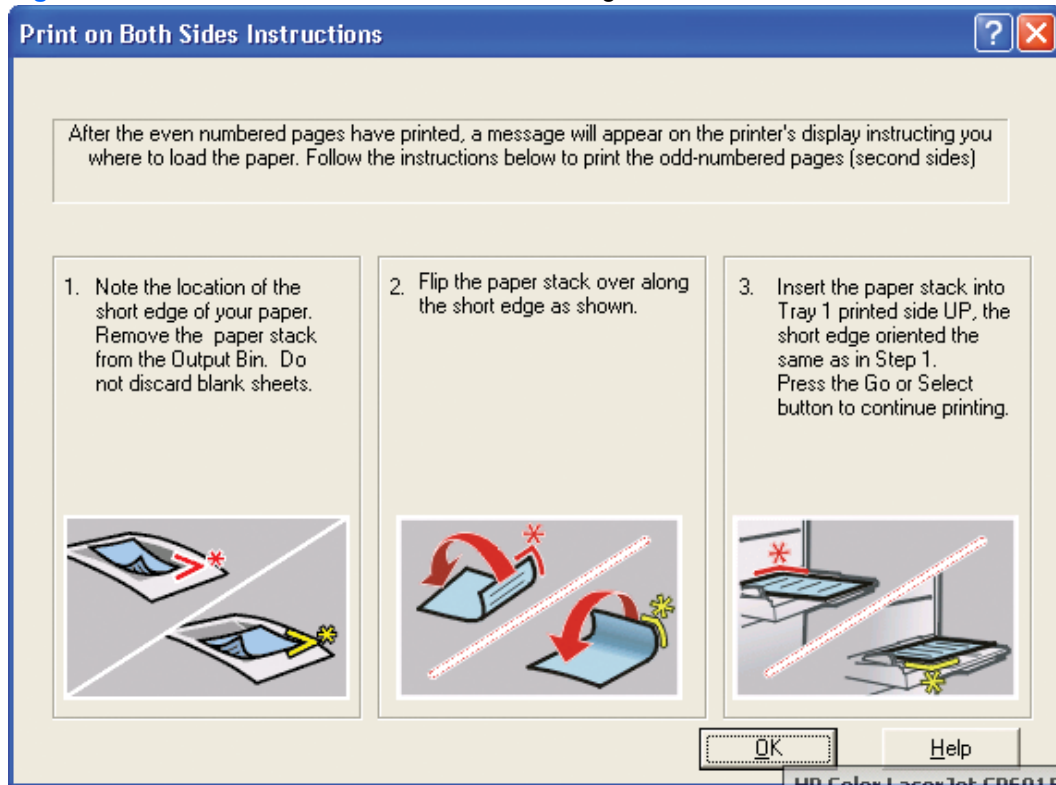 Print on Both Sides Instructions
After the even numbered pages have printed, a message will appear on the printer's display instructing you
where to load the paper. Follow the instructions below to print the odd-numbered pages (second sides)
1. Note the location of the
short edge of your paper.
Remove the paper stack
from the Output Bin. Do
not discard blank sheets.
2. Flip the paper stack over along
the short edge as shown.
3. Insert the paper stack into
Tray 1 printed side UP, the
short edge oriented the
same as in Step 1.
Press the Go or Select
button to continue printing.
OK
Help
HP Color LaserJet